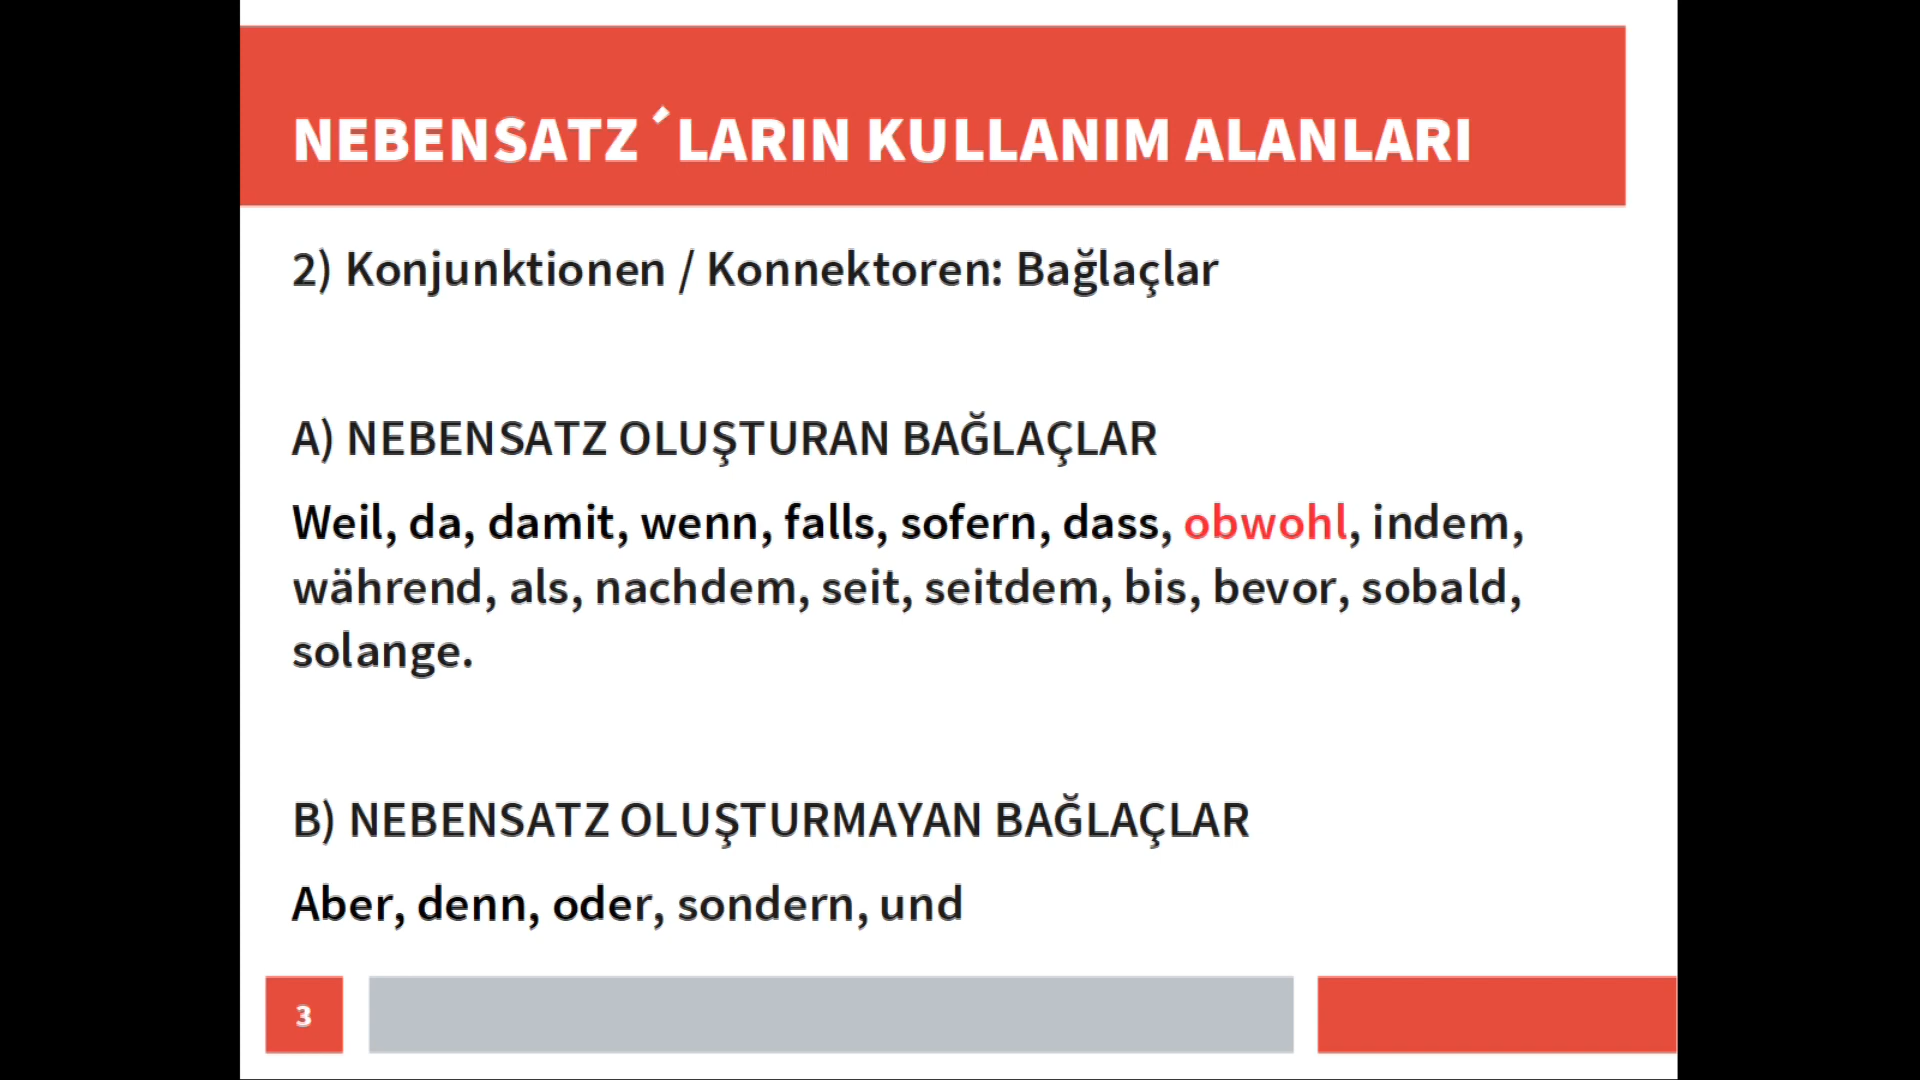 NEBENSATZ´LARIN KULLANIM ALANLARI
2) Konjunktionen / Konnektoren: Bağlaçlar
A) NEBENSATZ OLUŞTURAN BAĞLAÇLAR
Weil, da, damit, wenn, falls, sofern, dass, obwohl, indem,
während, als, nachdem, seit, seitdem, bis, bevor, sobald,
solange.
B) NEBENSATZ OLUŞTURMAYAN BAĞLAÇLAR
Aber, denn, oder, sondern, und
3